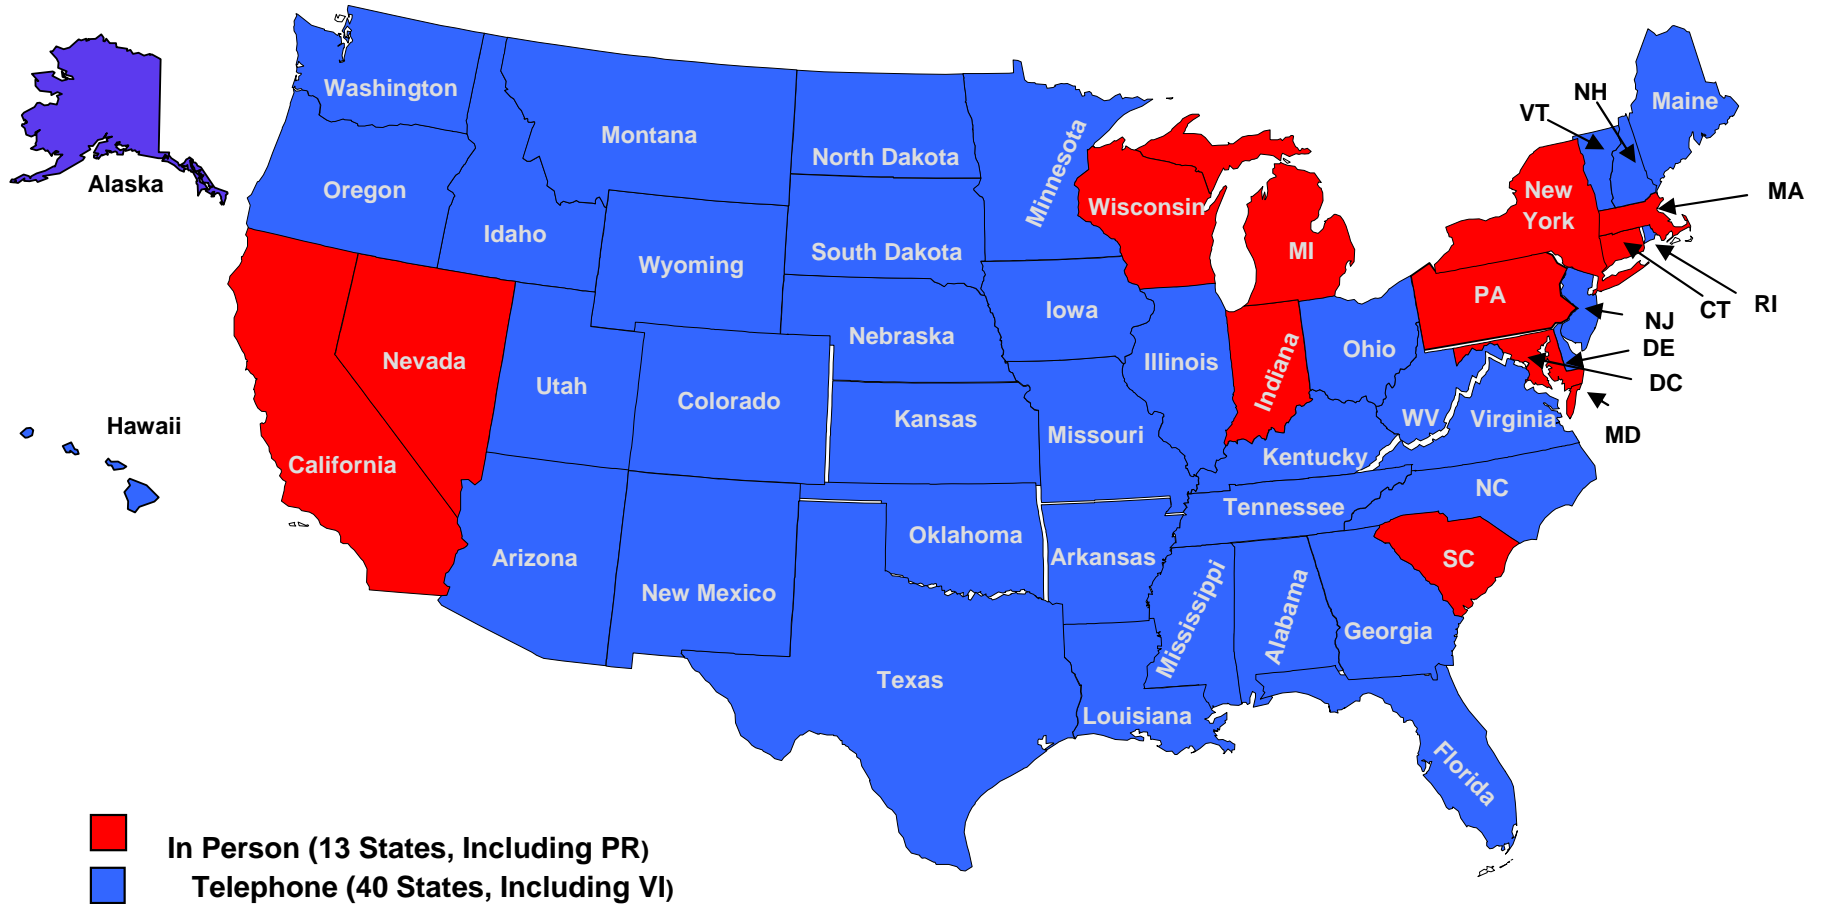 Washington
Montana
North Dakota
Minnesota
VT
NH
Maine
Alaska
Oregon
Idaho
Wyoming
South Dakota
Wisconsin
MI
New
York
MA
Nebraska
Iowa
PA
CT
RI
NJ
DE
DC
MD
Nevada
Utah
Colorado
Kansas
Missouri
Illinois
Indiana
Ohio
WV
Virginia
Hawaii
California
Kentucky
Tennessee
NC
Arizona
New Mexico
Oklahoma
Arkansas
Mississippi
Alabama
Georgia
SC
Texas
Louisiana
Florida
In Person (13 States, Including PR)
Telephone (40 States, Including VI)